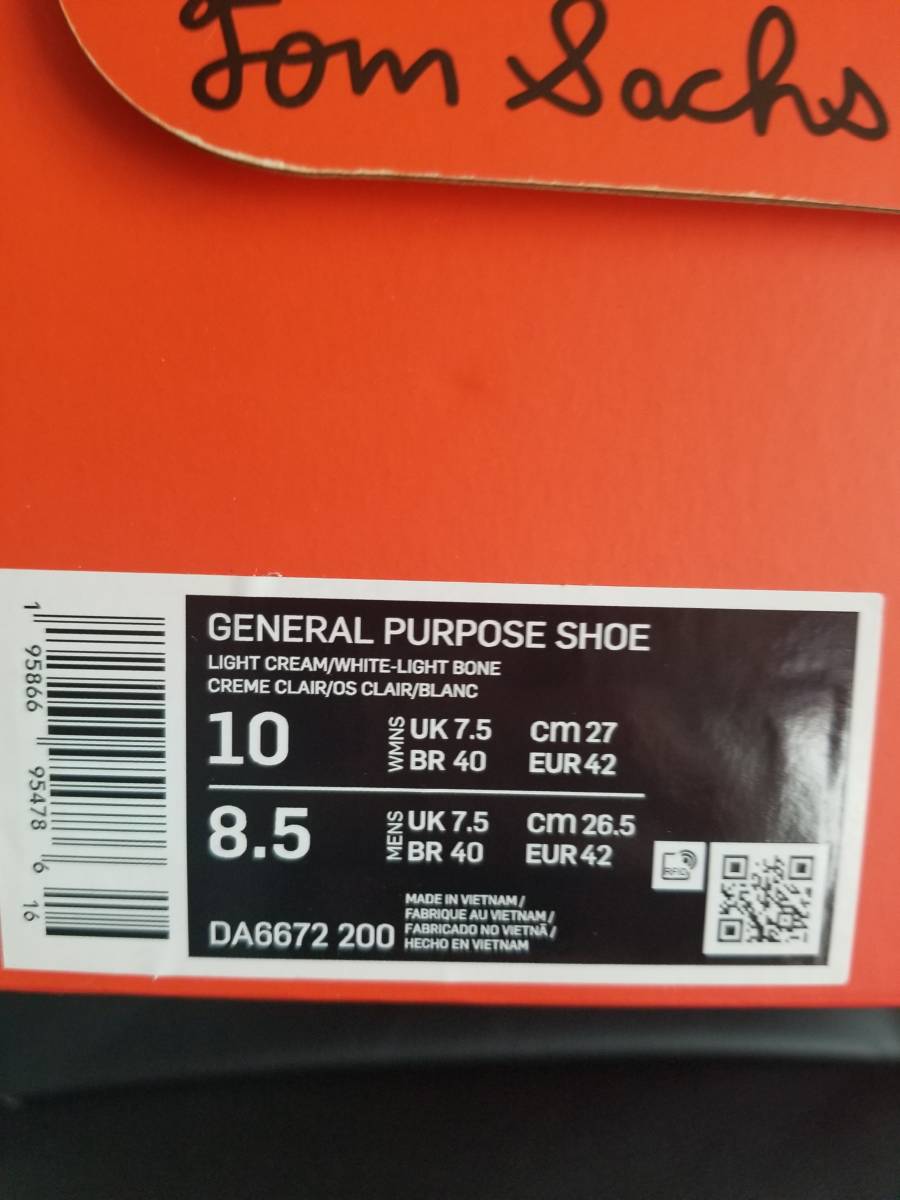 Tom Sachs
GENERAL PURPOSE SHOE
LIGHT CREAM/WHITE-LIGHT BONE
CREME CLAIR/OS CLAIR/BLANC
10 WMNS UK 7.5 cm 27
BR 40 EUR 42
8.5 MENS UK 7.5 cm 26.5
BR 40 EUR 42
MADE IN VIETNAM /
FABRIQUE AU VIETNAM /
FABRICADO NO VIETNÃ /
HECHO EN VIETNAM
DA6672 200
RFID
1 95866 95478 6 16